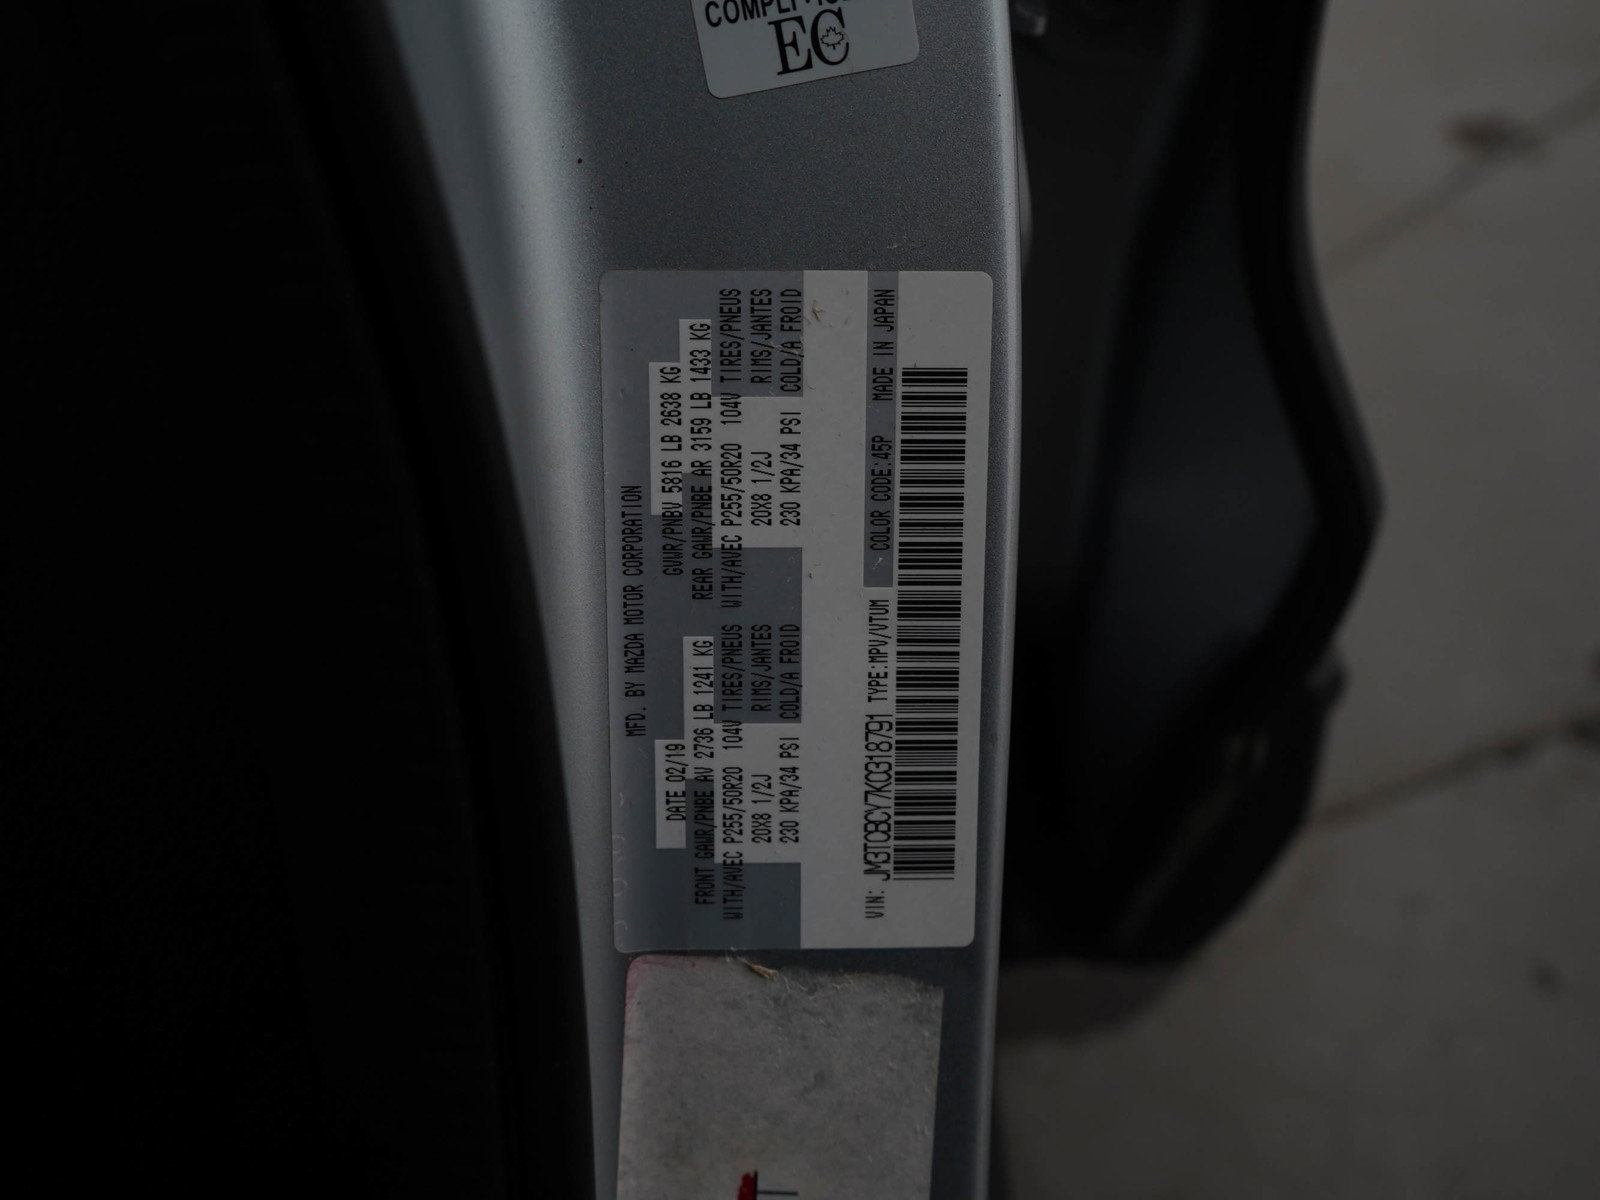 EC
MFD. BY MAZDA MOTOR CORPORATION
DATE 02/19 GVWR/PNBV 5816 LB 2638 KG
FRONT GAWR/PNBE AV 2736 LB 1241 KG REAR GAWR/PNBE AR 3159 LB 1433 KG
WITH/AVEC P255/50R20 104V TIRES/PNEUS WITH/AVEC P255/50R20 104V TIRES/PNEUS
20X8 1/2J RIMS/JANTES 20X8 1/2J RIMS/JANTES
230 KPA/34 PSI COLD/A FROID 230 KPA/34 PSI COLD/A FROID
VIN: JM3TCBCY7K0318791 TYPE:MPV/VTUM COLOR CODE:45P MADE IN JAPAN